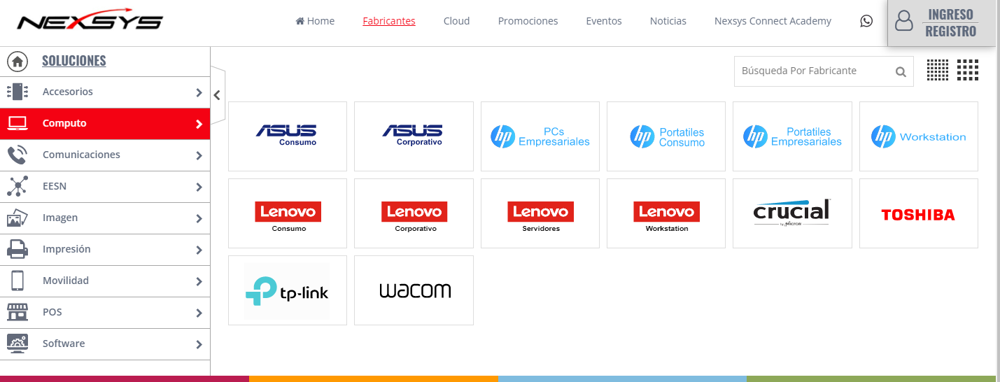 NEXSYS
Home Fabricantes Cloud Promociones Eventos Noticias Nexsys Connect Academy
INGRESO
REGISTRO
SOLUCIONES
Accesorios
Computo
Comunicaciones
EESN
Imagen
Impresión
Movilidad
POS
Software
Búsqueda Por Fabricante
ASUS
Consumo
ASUS
Corporativo
hp PCs
Empresariales
hp Portatiles
Consumo
hp Portatiles
Empresariales
hp Workstation
Lenovo
Consumo
Lenovo
Corporativo
Lenovo
Servidores
Lenovo
Workstation
crucial
by Micron
TOSHIBA
tp-link
wacom